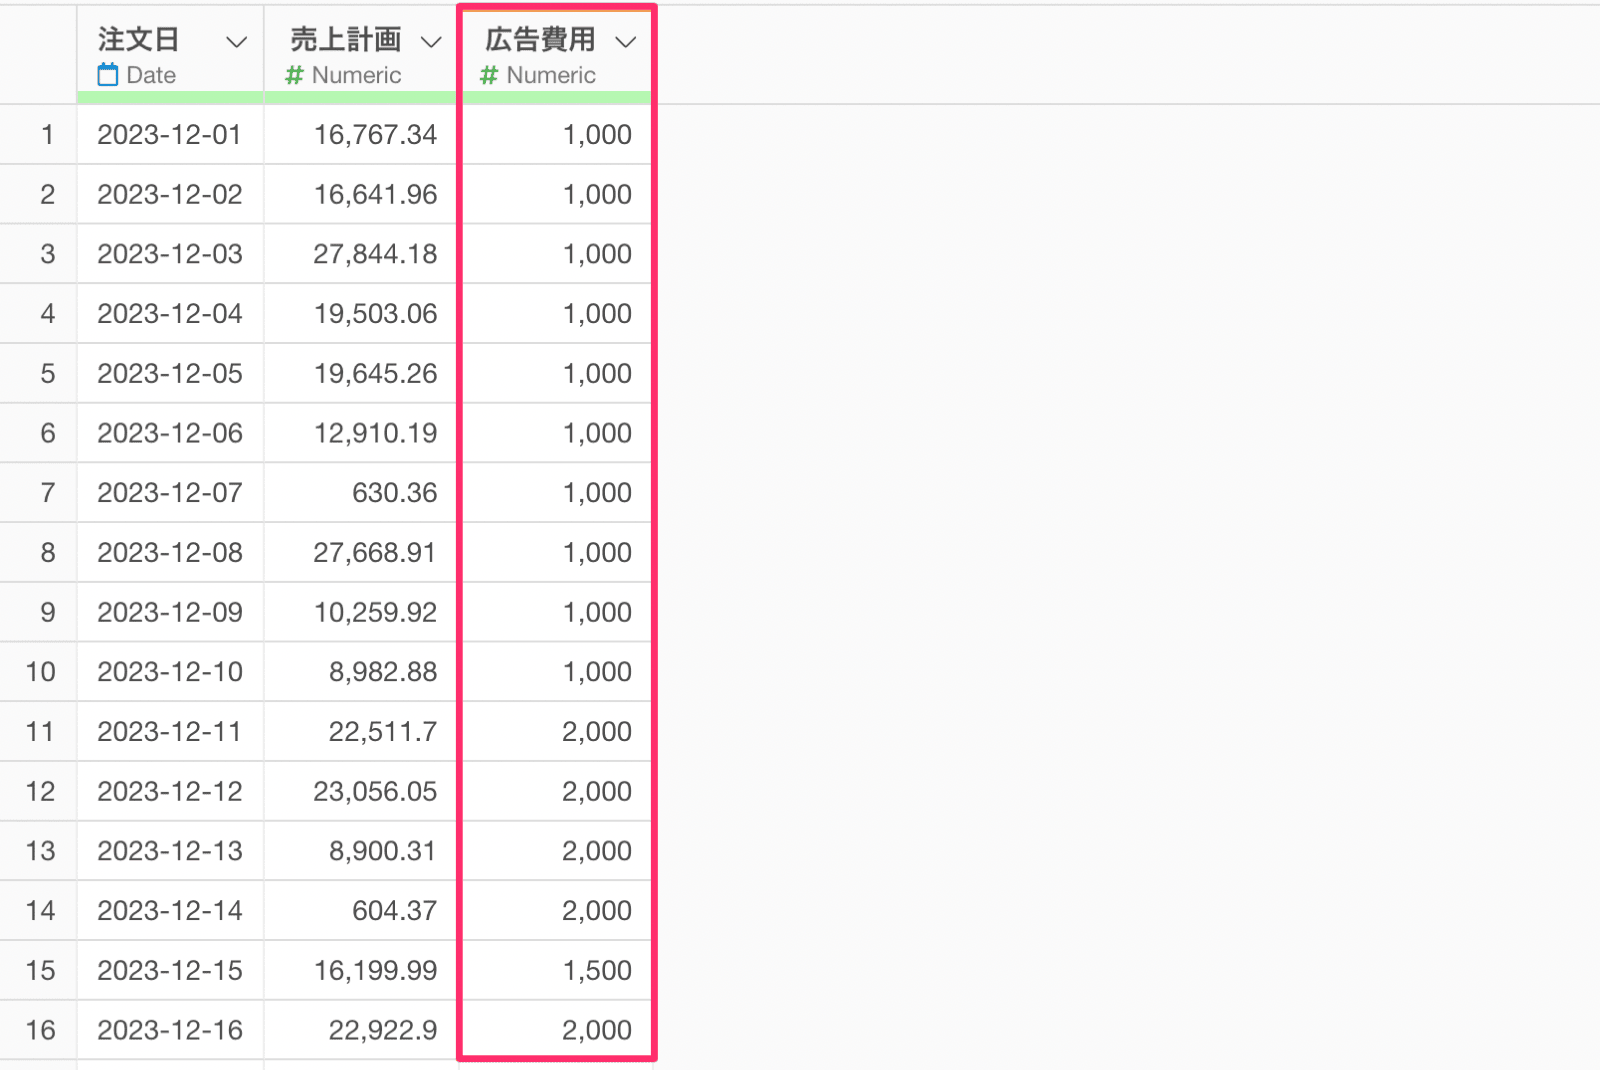 注文日 売上計画 広告費用
Date # Numeric # Numeric
1 2023-12-01 16,767.34 1,000
2 2023-12-02 16,641.96 1,000
3 2023-12-03 27,844.18 1,000
4 2023-12-04 19,503.06 1,000
5 2023-12-05 19,645.26 1,000
6 2023-12-06 12,910.19 1,000
7 2023-12-07 630.36 1,000
8 2023-12-08 27,668.91 1,000
9 2023-12-09 10,259.92 1,000
10 2023-12-10 8,982.88 1,000
11 2023-12-11 22,511.7 2,000
12 2023-12-12 23,056.05 2,000
13 2023-12-13 8,900.31 2,000
14 2023-12-14 604.37 2,000
15 2023-12-15 16,199.99 1,500
16 2023-12-16 22,922.9 2,000